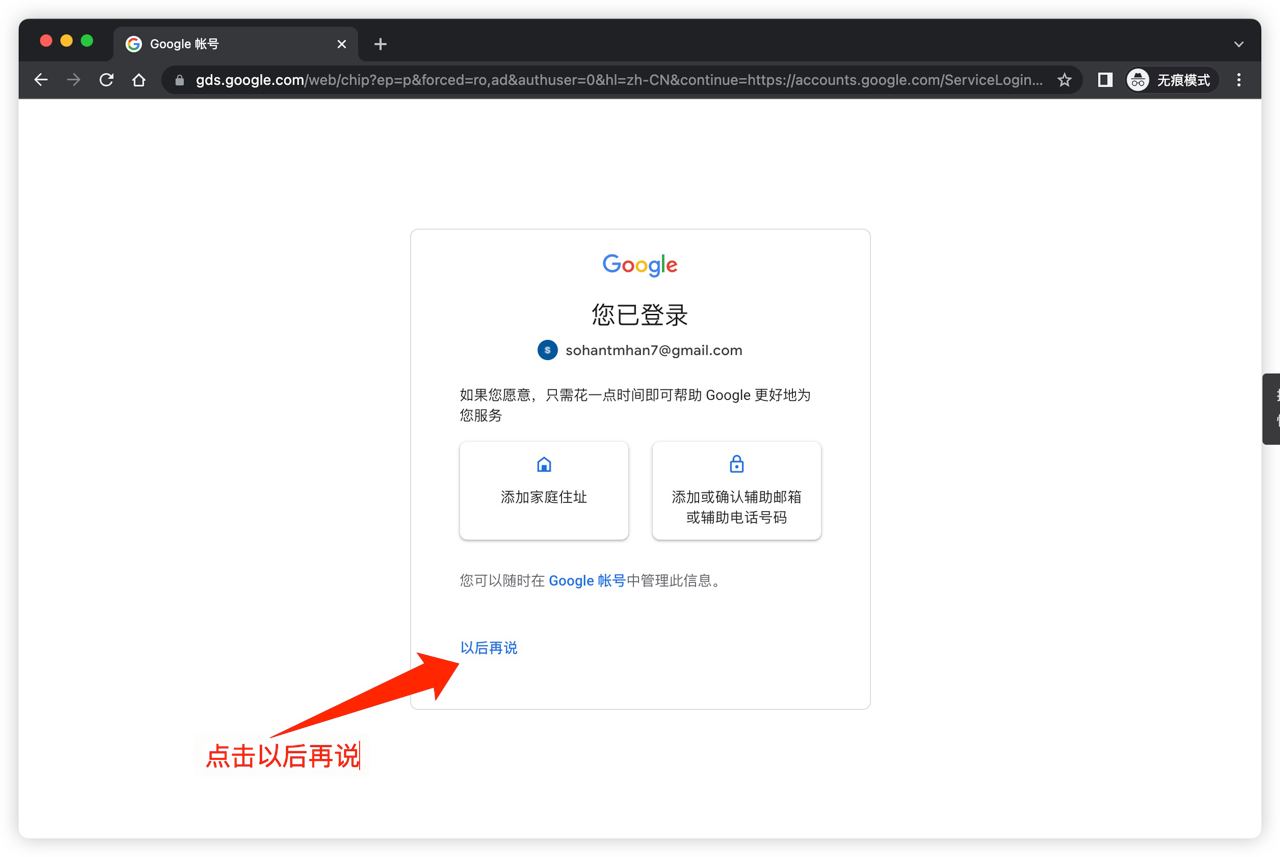 Google 帐号
gds.google.com/web/chip?ep=p&forced=ro,ad&authuser=0&hl=zh-CN&continue=https://accounts.google.com/ServiceLogin...
无痕模式
Google
您已登录
S
sohantmhan7@gmail.com
如果您愿意，只需花一点时间即可帮助 Google 更好地为
您服务
添加家庭住址
添加或确认辅助邮箱
或辅助电话号码
您可以随时在 Google 帐号中管理此信息。
以后再说
点击以后再说